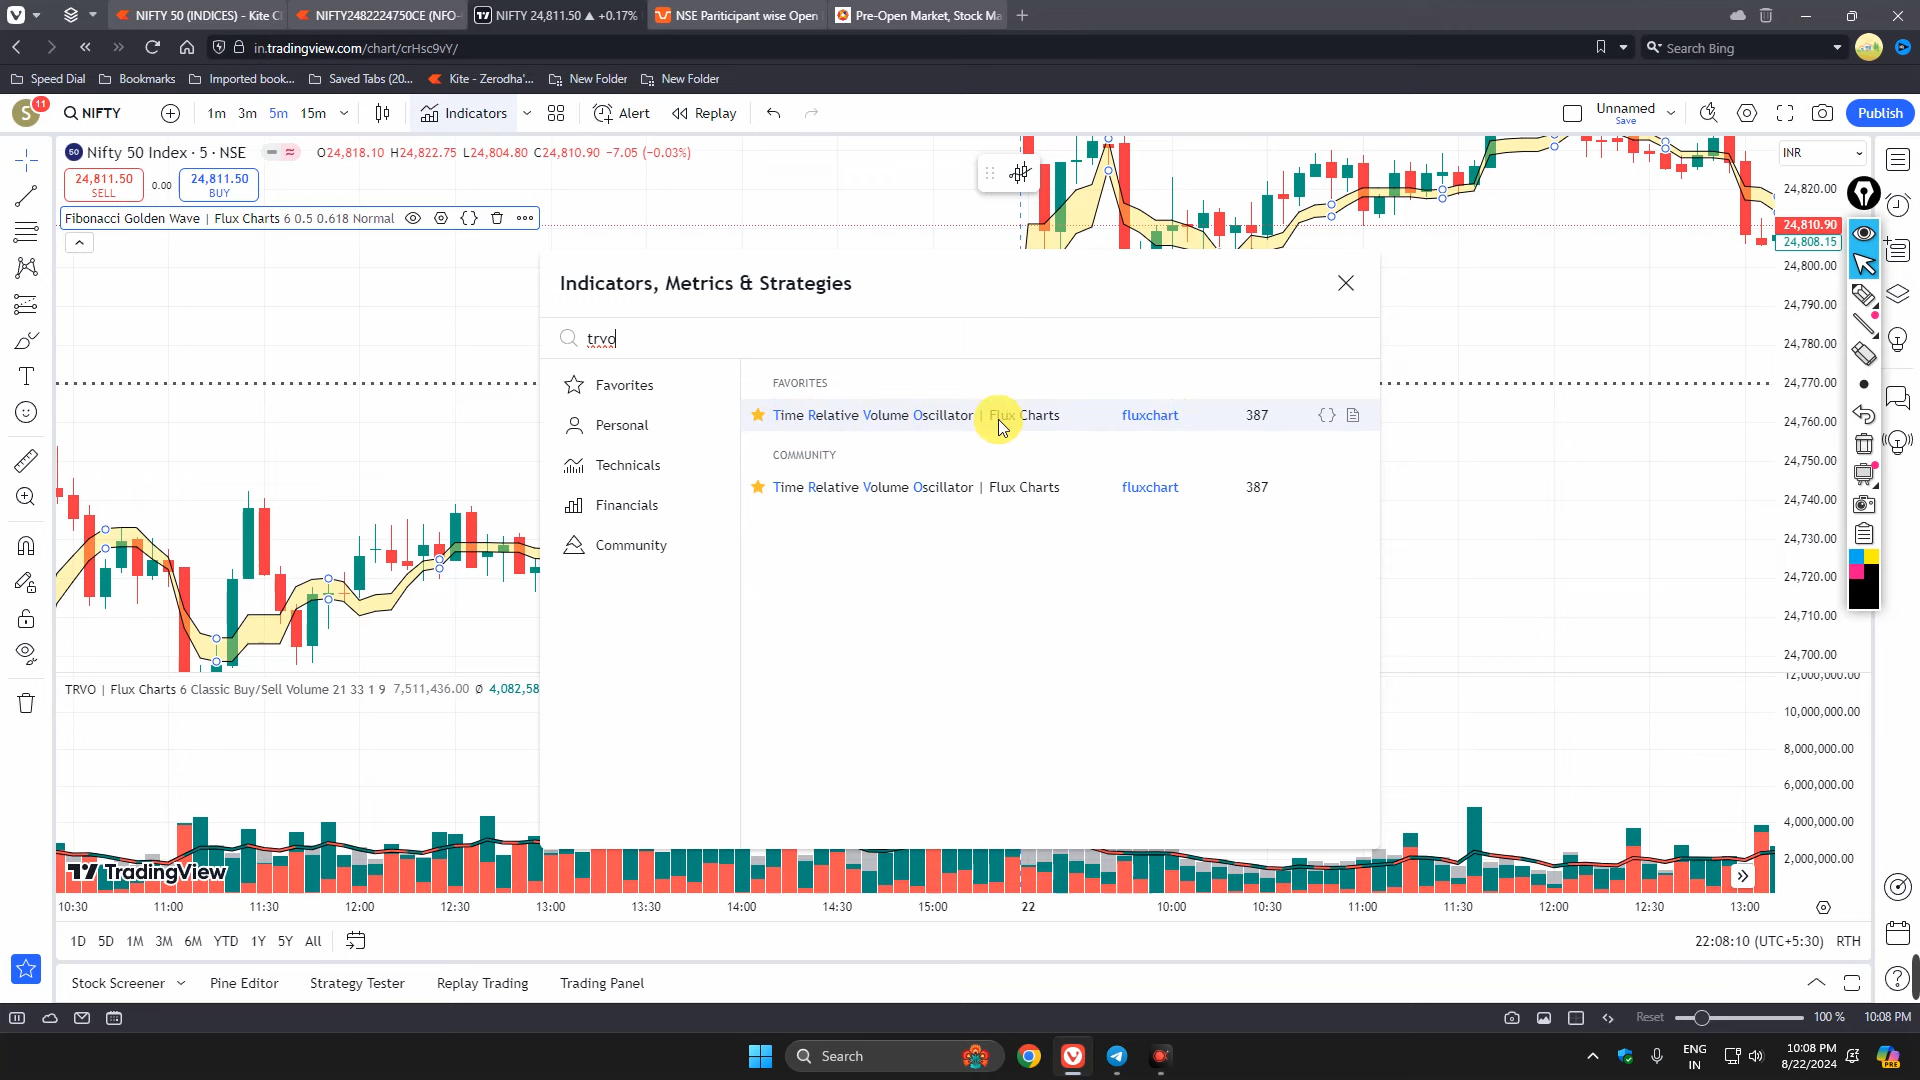 NIFTY 50 (INDICES) - Kite C
NIFTY2482224750CE (NFO-
NIFTY 24,811.50 ▲ +0.17%
NSE Pariticipant wise Open
Pre-Open Market, Stock Ma
in.tradingview.com/chart/crHsc9vY/
Search Bing
Speed Dial
Bookmarks
Imported book...
Saved Tabs (20...
Kite - Zerodha'...
New Folder
New Folder
S 11
NIFTY
1m 3m 5m 15m
Indicators
Alert
Replay
Unnamed
Save
Publish
50 Nifty 50 Index · 5 · NSE
O24,818.10 H24,822.75 L24,804.80 C24,810.90 −7.05 (−0.03%)
INR
24,811.50
SELL
0.00
24,811.50
BUY
Fibonacci Golden Wave | Flux Charts 6 0.5 0.618 Normal
24,820.00
24,810.90
24,808.15
24,800.00
24,790.00
24,780.00
24,770.00
24,760.00
24,750.00
24,740.00
24,730.00
24,720.00
24,710.00
24,700.00
Indicators, Metrics & Strategies
trvo
Favorites
Personal
Technicals
Financials
Community
FAVORITES
Time Relative Volume Oscillator | Flux Charts fluxchart 387
COMMUNITY
Time Relative Volume Oscillator | Flux Charts fluxchart 387
TRVO | Flux Charts 6 Classic Buy/Sell Volume 21 33 1 9 7,511,436.00 Ø 4,082,58
12,000,000.00
10,000,000.00
8,000,000.00
6,000,000.00
4,000,000.00
2,000,000.00
TradingView
10:30 11:00 11:30 12:00 12:30 13:00 13:30 14:00 14:30 15:00 22 10:00 10:30 11:00 11:30 12:00 12:30 13:00
1D 5D 1M 3M 6M YTD 1Y 5Y All
22:08:10 (UTC+5:30) RTH
Stock Screener
Pine Editor
Strategy Tester
Replay Trading
Trading Panel
Reset
100 %
10:08 PM
Search
ENG
IN
10:08 PM
8/22/2024
PRE